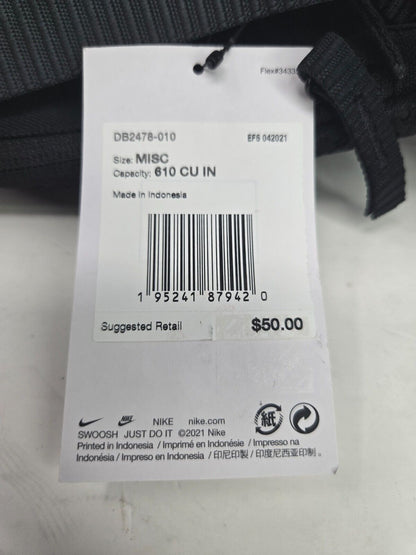 DB2478-010 EFS 042021
Size: MISC
Capacity: 610 CU IN
Made in Indonesia
1 95241 87942 0
Suggested Retail $50.00
NIKE nike.com 紙
SWOOSH JUST DO IT ©2021 Nike
Printed in Indonesia / Imprimé en Indonésie / Impresso na
Indonésia / Impreso en Indonesia / 印尼印製 / 印度尼西亚印制